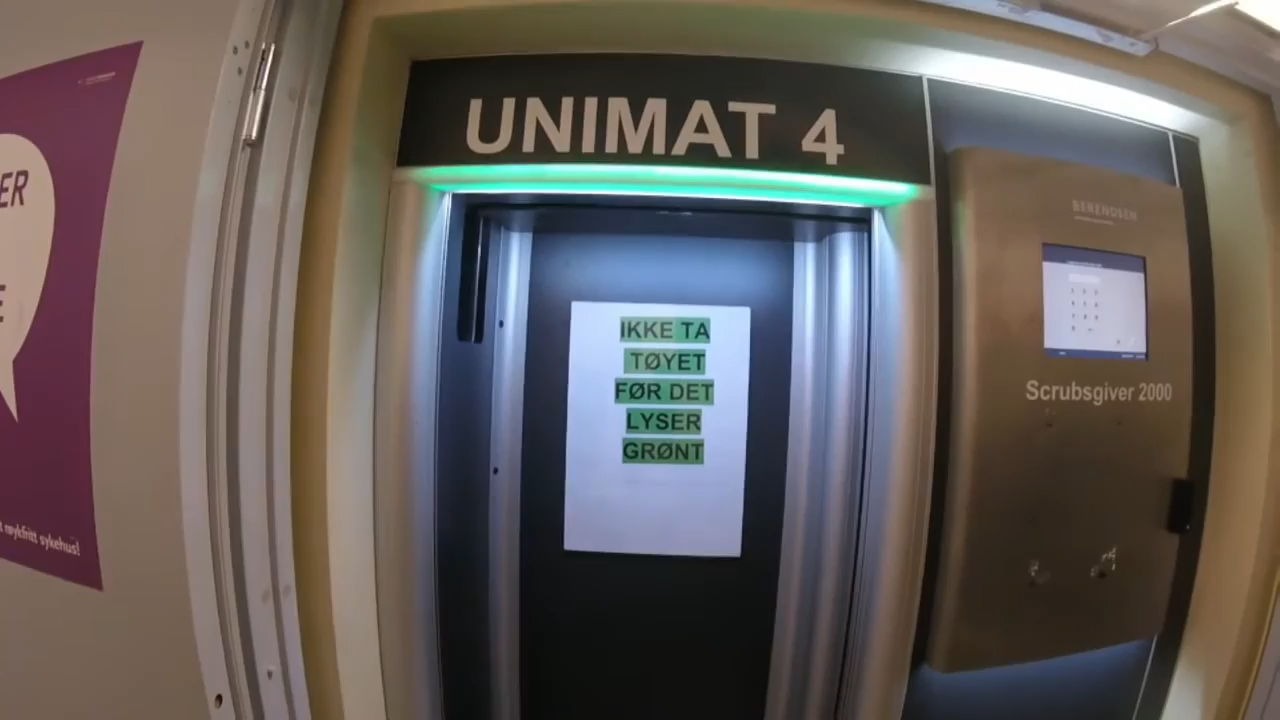 ER
E
t røykfritt sykehus!
UNIMAT 4
IKKE TA
TØYET
FØR DET
LYSER
GRØNT
BERENDSEN
Scrubsgiver 2000